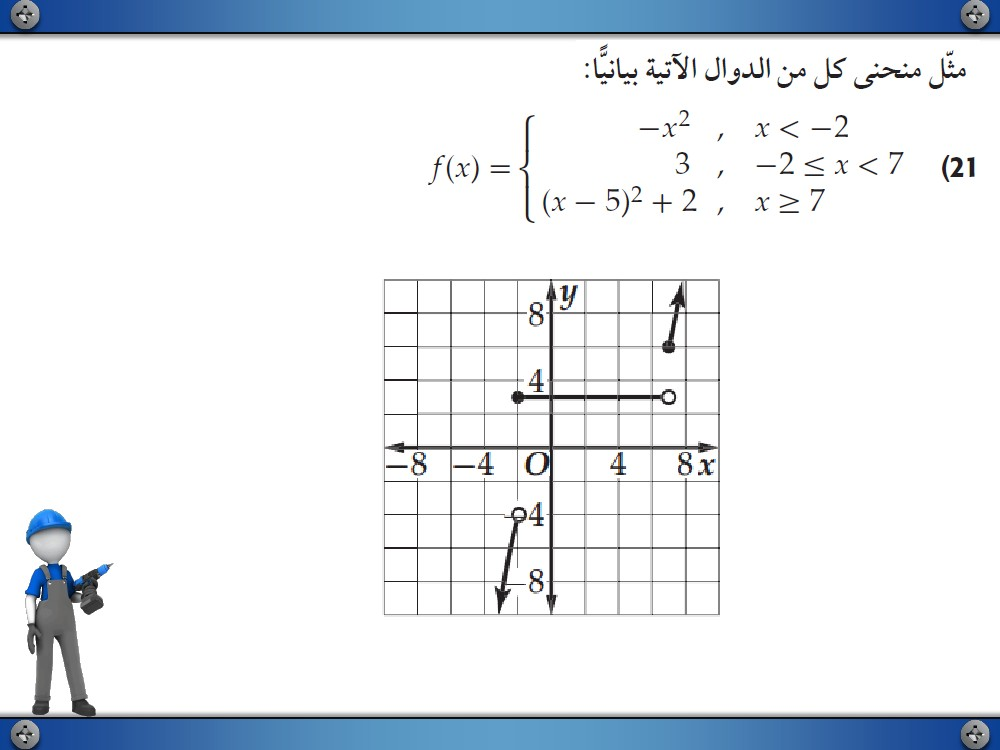 مثّل منحنى كل من الدوال الآتية بيانيًّا:
21) f(x) = { −x² , x < −2
3 , −2 ≤ x < 7
(x − 5)² + 2 , x ≥ 7
y
8
4
−8 −4 O 4 8 x
−4
8